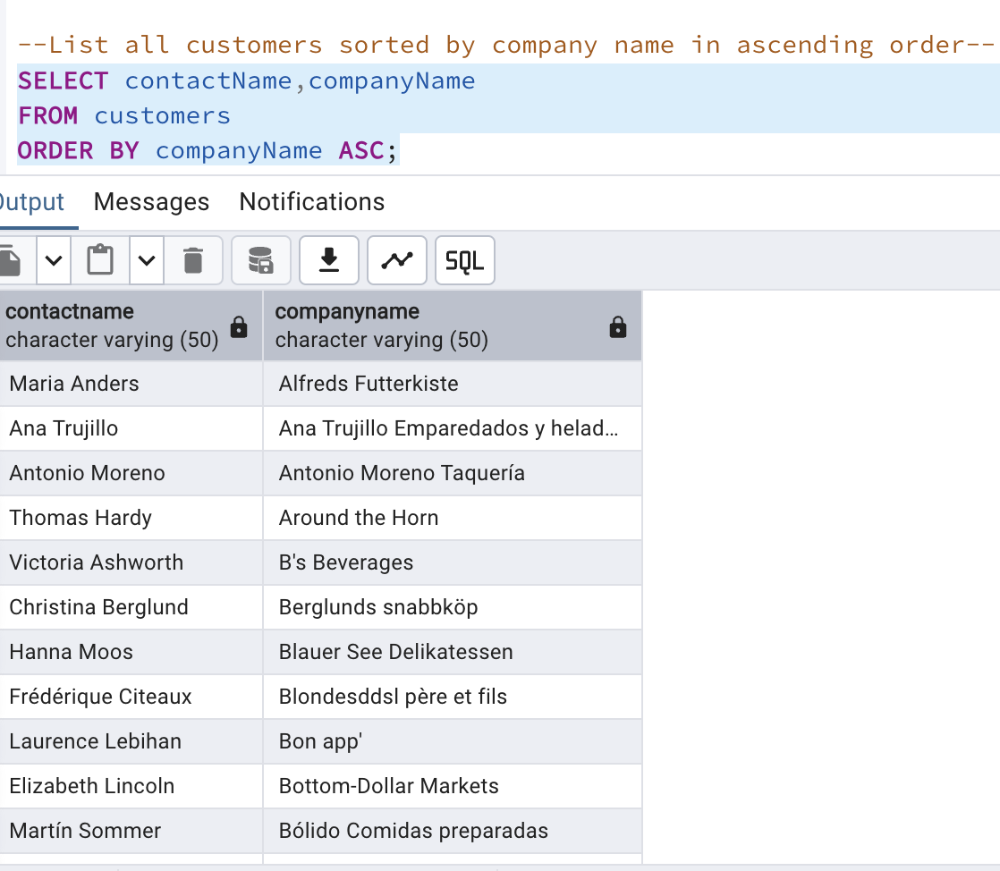 --List all customers sorted by company name in ascending order--
SELECT contactName,companyName
FROM customers
ORDER BY companyName ASC;
Output Messages Notifications
SQL
contactname companyname
character varying (50) character varying (50)
Maria Anders Alfreds Futterkiste
Ana Trujillo Ana Trujillo Emparedados y helad...
Antonio Moreno Antonio Moreno Taquería
Thomas Hardy Around the Horn
Victoria Ashworth B's Beverages
Christina Berglund Berglunds snabbköp
Hanna Moos Blauer See Delikatessen
Frédérique Citeaux Blondesddsl père et fils
Laurence Lebihan Bon app'
Elizabeth Lincoln Bottom-Dollar Markets
Martín Sommer Bólido Comidas preparadas